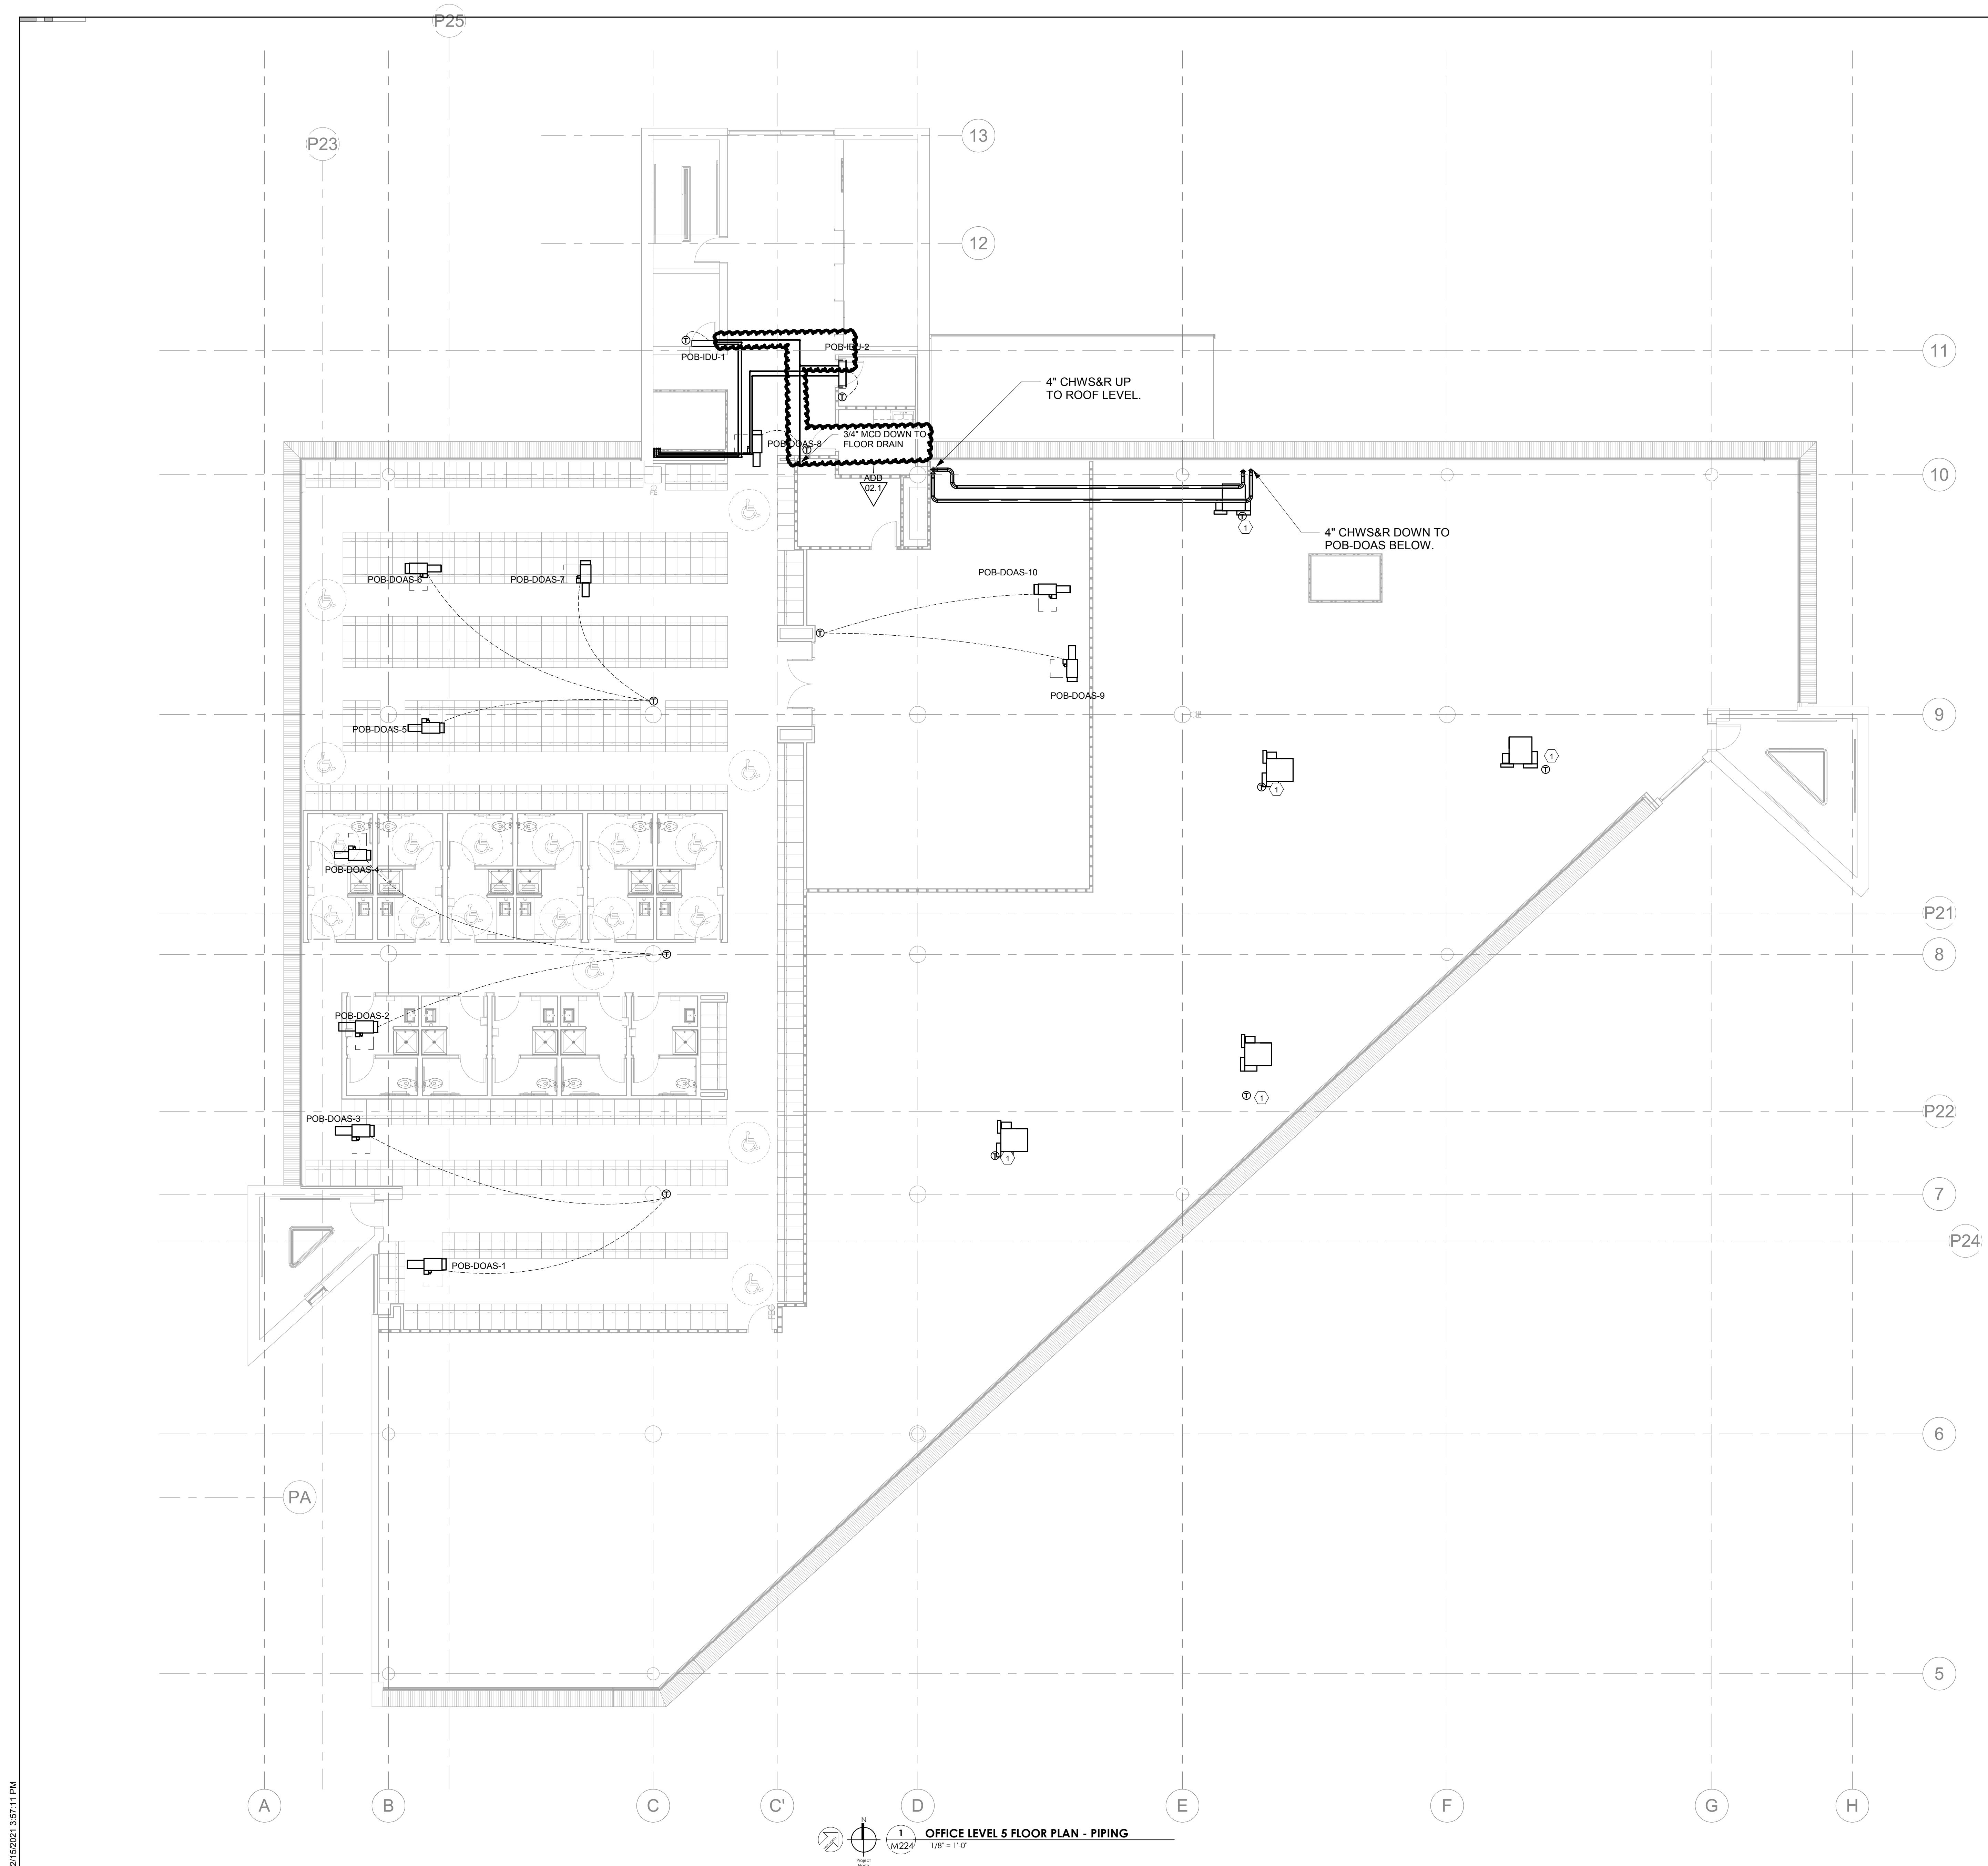 P25
P23
13
12
11
POB-IDU-1
POB-IDU-2
4" CHWS&R UP
TO ROOF LEVEL.
3/4" MCD DOWN TO
FLOOR DRAIN
POB-DOAS-8
ADD
02.1
10
1
4" CHWS&R DOWN TO
POB-DOAS BELOW.
FE
POB-DOAS-6
POB-DOAS-7
POB-DOAS-10
POB-DOAS-9
POB-DOAS-5
T
T
T
T
T
T
9
FE
1
1
POB-DOAS-4
P21
8
POB-DOAS-2
1
P22
POB-DOAS-3
1
7
P24
POB-DOAS-1
6
PA
5
A
B
C
C'
D
E
F
G
H
N
Project
North
1
M224
OFFICE LEVEL 5 FLOOR PLAN - PIPING
1/8" = 1'-0"
2/15/2021 3:57:11 PM